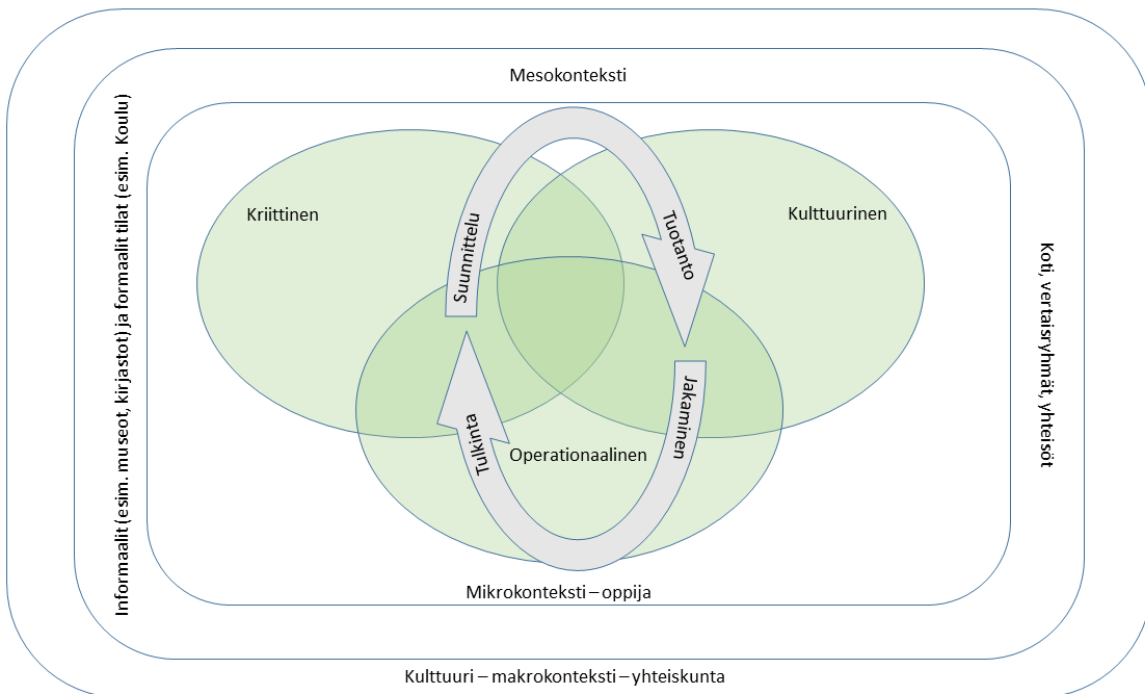 Mesokonteksti
Informaalit (esim. museot, kirjastot) ja formaalit tilat (esim. Koulu)
Kriittinen
Kulttuurinen
Suunnittelu
Tuotanto
Koti, vertaisryhmät, yhteisöt
Tulkinta
Jakaminen
Operationaalinen
Mikrokonteksti – oppija
Kulttuuri – makrokonteksti – yhteiskunta